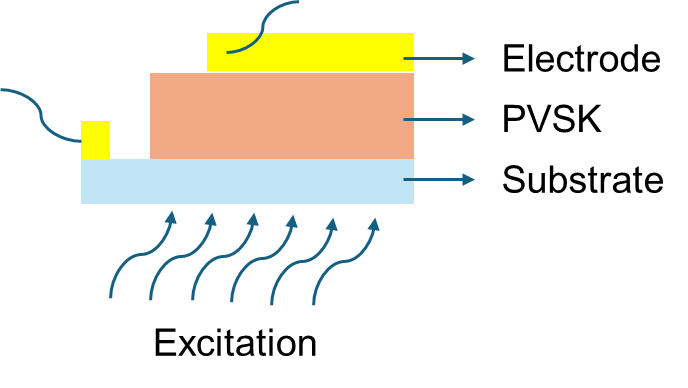 Electrode
PVSK
Substrate
Excitation